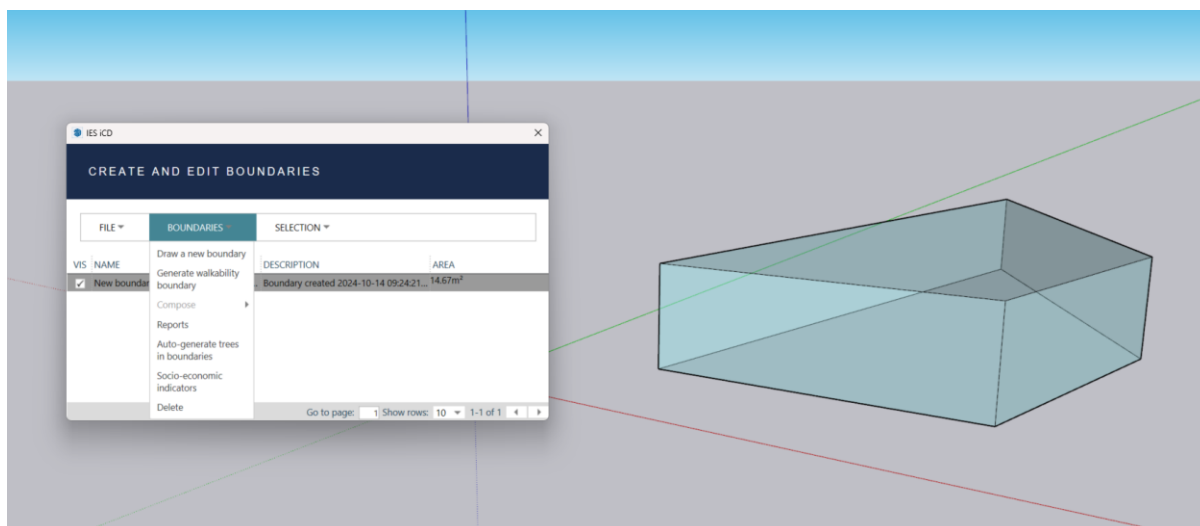 IES iCD
CREATE AND EDIT BOUNDARIES
FILE BOUNDARIES SELECTION
Draw a new boundary
Generate walkability
boundary
Compose
Reports
Auto-generate trees
in boundaries
Socio-economic
indicators
Delete
VIS NAME DESCRIPTION AREA
New boundar . Boundary created 2024-10-14 09:24:21... 14.67m²
Go to page: 1 Show rows: 10 1-1 of 1